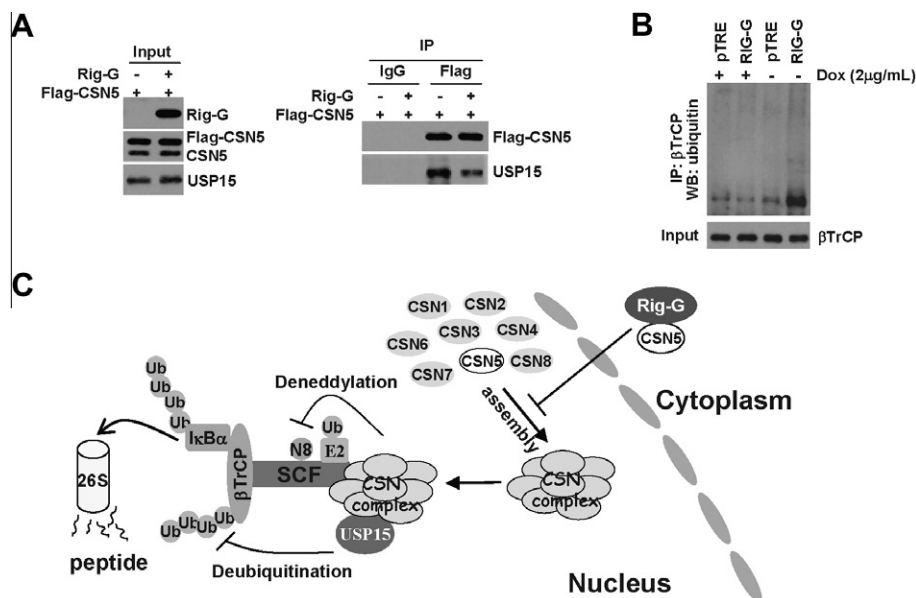 A
Input
Rig-G - +
Flag-CSN5 + +
Rig-G
Flag-CSN5
CSN5
USP15
IP
IgG Flag
Rig-G - + - +
Flag-CSN5 + + + +
Flag-CSN5
USP15
B
pTRE RIG-G pTRE RIG-G
+ + - - Dox (2μg/mL)
IP: βTrCP
WB: ubiquitin
Input βTrCP
C
CSN1 CSN2
CSN3 CSN4
CSN6
CSN5 CSN8
CSN7
Rig-G
CSN5
Cytoplasm
assembly
Ub
Ub
Ub
Ub
IκBα
Deneddylation
Ub
N8 E2
βTrCP
SCF
CSN
complex
CSN
complex
26S
Ub Ub Ub Ub
USP15
peptide
Deubiquitination
Nucleus